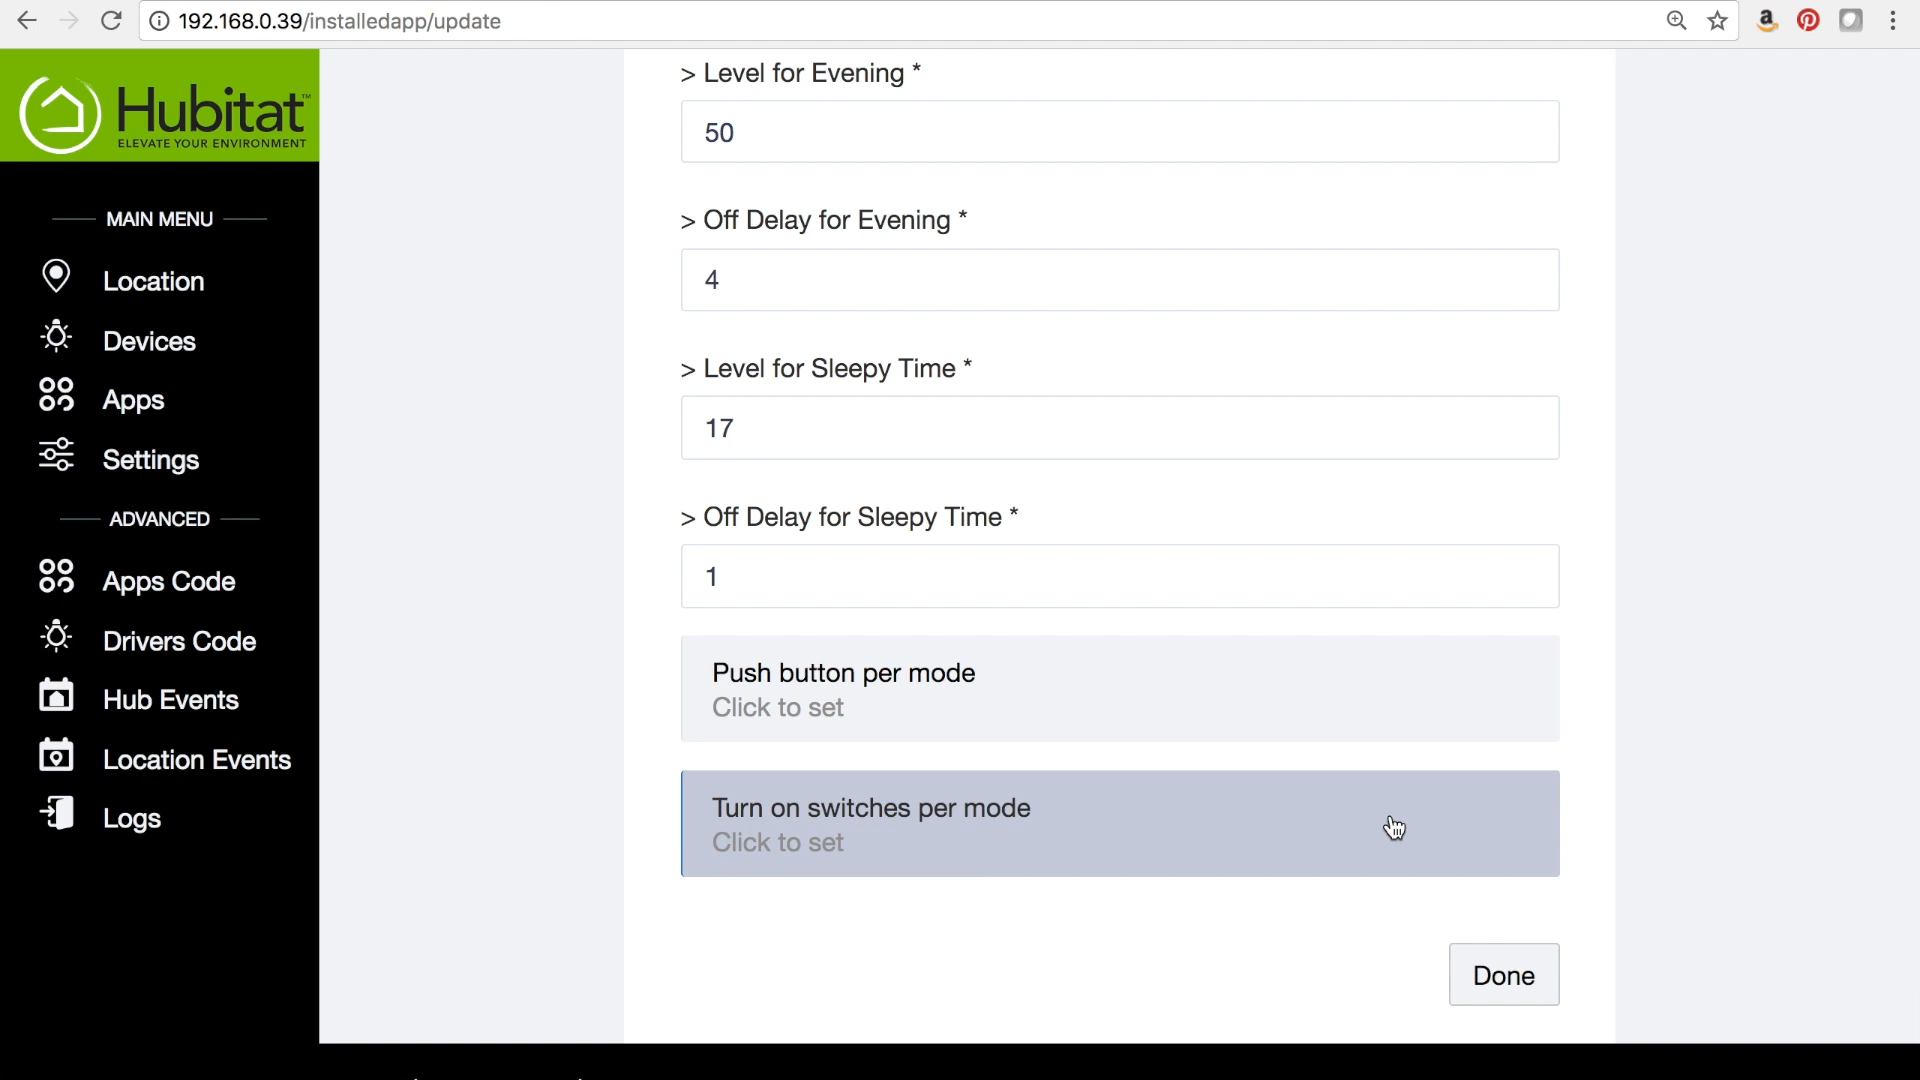 192.168.0.39/installedapp/update
Hubitat™
ELEVATE YOUR ENVIRONMENT
MAIN MENU
Location
Devices
Apps
Settings
ADVANCED
Apps Code
Drivers Code
Hub Events
Location Events
Logs
> Level for Evening *
50
> Off Delay for Evening *
4
> Level for Sleepy Time *
17
> Off Delay for Sleepy Time *
1
Push button per mode
Click to set
Turn on switches per mode
Click to set
Done